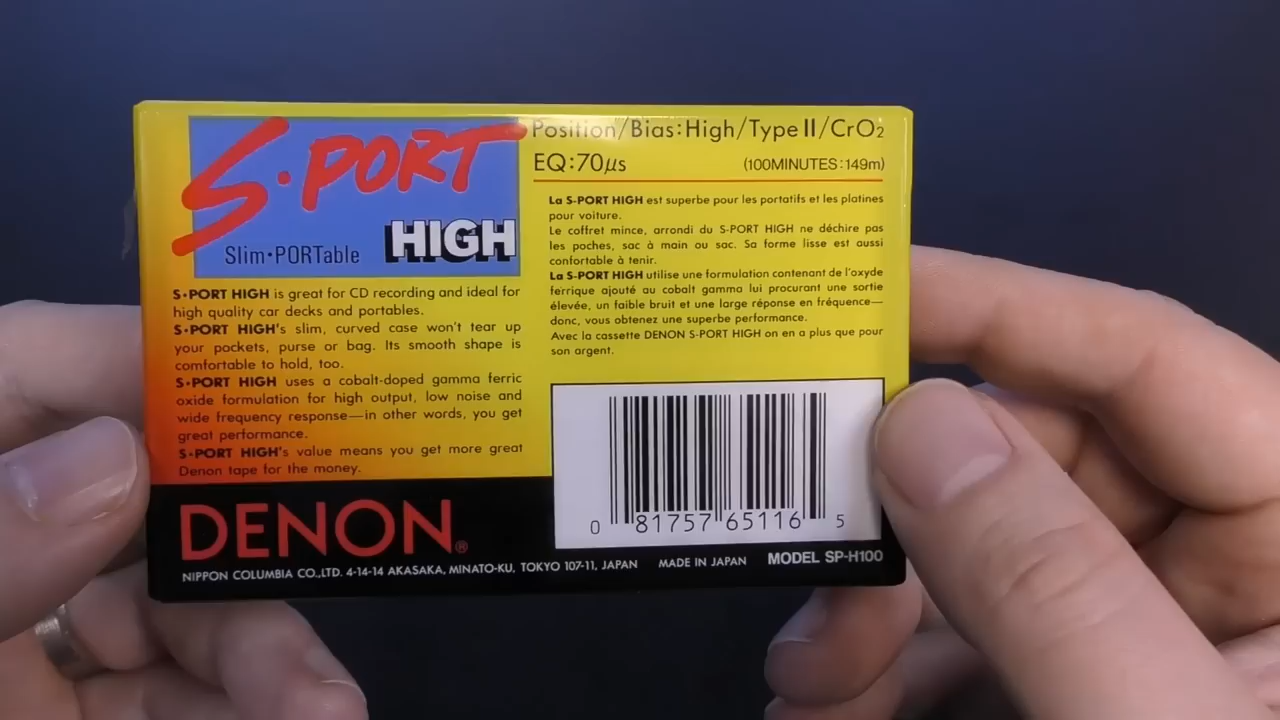 S·PORT
Slim·PORTable HIGH
S·PORT HIGH is great for CD recording and ideal for
high quality car decks and portables.
S·PORT HIGH's slim, curved case won't tear up
your pockets, purse or bag. Its smooth shape is
comfortable to hold, too.
S·PORT HIGH uses a cobalt-doped gamma ferric
oxide formulation for high output, low noise and
wide frequency response—in other words, you get
great performance.
S·PORT HIGH's value means you get more great
Denon tape for the money.
Position/Bias:High/Type II/CrO₂
EQ:70μs (100MINUTES:149m)
La S-PORT HIGH est superbe pour les portatifs et les platines
pour voiture.
Le coffret mince, arrondi du S-PORT HIGH ne déchire pas
les poches, sac à main ou sac. Sa forme lisse est aussi
confortable à tenir.
La S-PORT HIGH utilise une formulation contenant de l'oxyde
ferrique ajouté au cobalt gamma lui procurant une sortie
élevée, un faible bruit et une large réponse en fréquence—
donc, vous obtenez une superbe performance.
Avec la cassette DENON S-PORT HIGH on en a plus que pour
son argent.
0 81757 65116 5
DENON®
NIPPON COLUMBIA CO.,LTD. 4-14-14 AKASAKA, MINATO-KU, TOKYO 107-11, JAPAN MADE IN JAPAN MODEL SP-H100